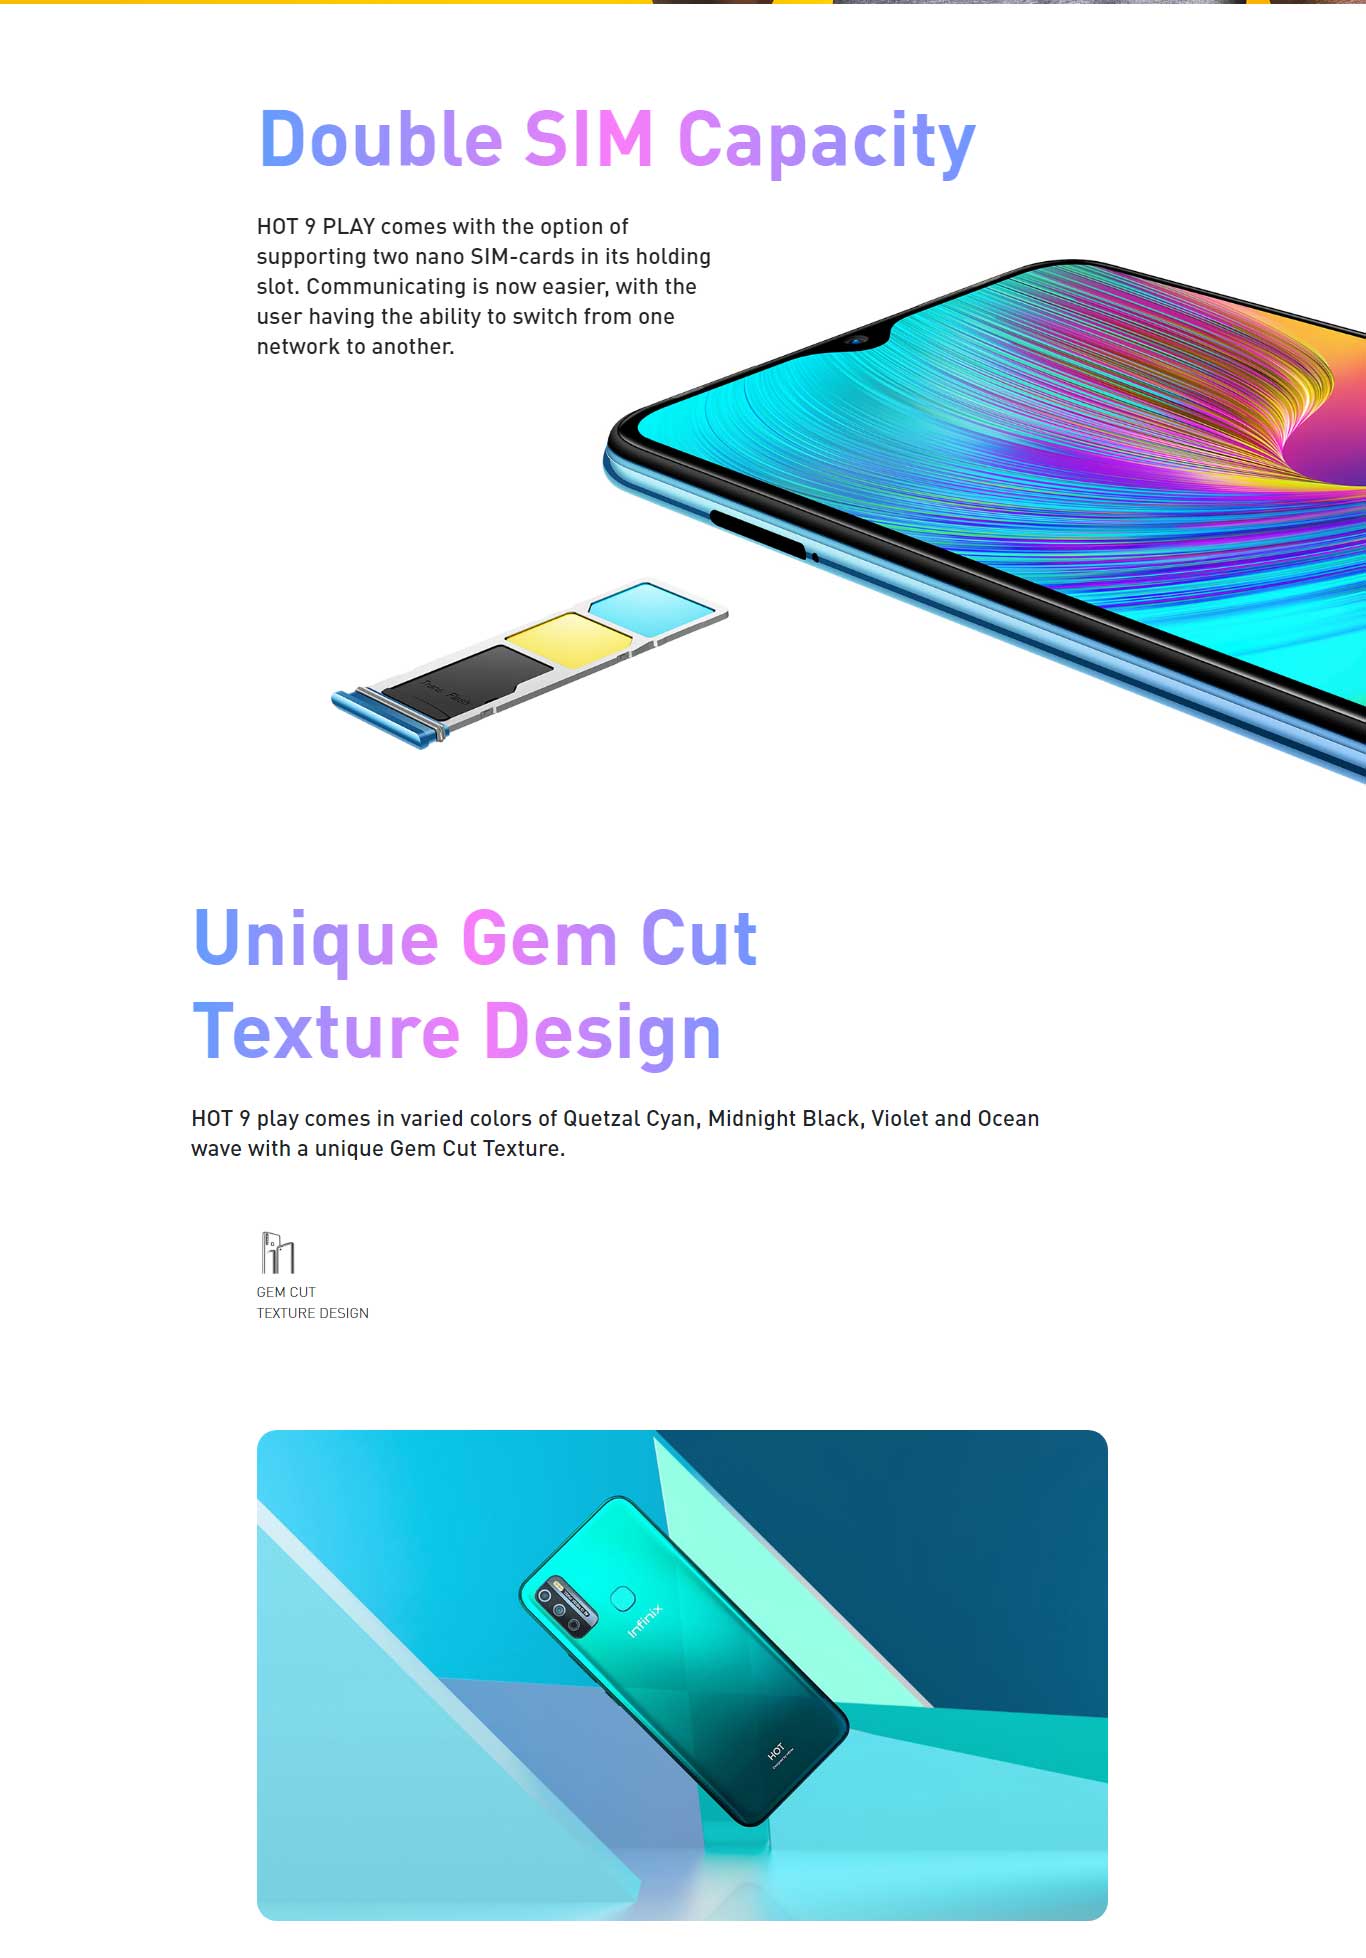 Double SIM Capacity
HOT 9 PLAY comes with the option of
supporting two nano SIM-cards in its holding
slot. Communicating is now easier, with the
user having the ability to switch from one
network to another.
Unique Gem Cut
Texture Design
HOT 9 play comes in varied colors of Quetzal Cyan, Midnight Black, Violet and Ocean
wave with a unique Gem Cut Texture.
GEM CUT
TEXTURE DESIGN
Infinix
HOT